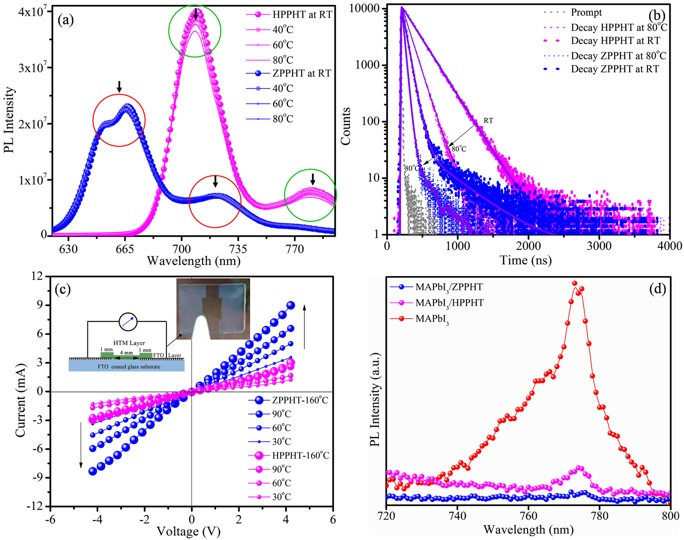 (a)
HPPHT at RT
40°C
60°C
80°C
ZPPHT at RT
40°C
60°C
80°C
PL Intensity
4x10⁷
3x10⁷
2x10⁷
1x10⁷
0
630 665 700 735 770
Wavelength (nm)
(b)
Prompt
Decay HPPHT at 80°C
Decay HPPHT at RT
Decay ZPPHT at 80°C
Decay ZPPHT at RT
RT
80°C
80°C
Counts
10000
1000
100
10
1
0 1000 2000 3000 4000
Time (ns)
(c)
HTM Layer
1 mm 4 mm 1 mm
FTO Layer
FTO coated glass substrate
ZPPHT-160°C
90°C
60°C
30°C
HPPHT-160°C
90°C
60°C
30°C
Current (mA)
9
6
3
0
-3
-6
-9
-12
-6 -4 -2 0 2 4 6
Voltage (V)
(d)
MAPbI₃/ZPPHT
MAPbI₃/HPPHT
MAPbI₃
PL Intensity (a.u.)
720 740 760 780 800
Wavelength (nm)